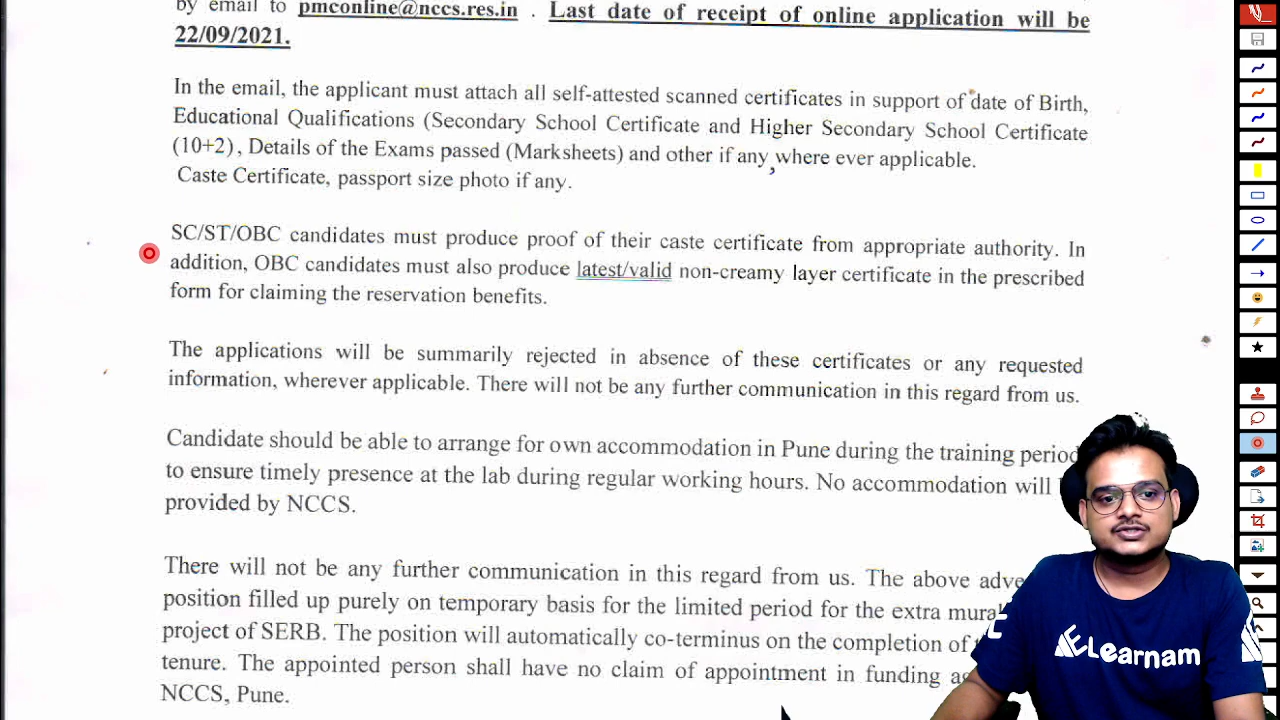 by email to pmconline@nccs.res.in . Last date of receipt of online application will be
22/09/2021.
In the email, the applicant must attach all self-attested scanned certificates in support of date of Birth,
Educational Qualifications (Secondary School Certificate and Higher Secondary School Certificate
(10+2), Details of the Exams passed (Marksheets) and other if any, where ever applicable.
Caste Certificate, passport size photo if any.
SC/ST/OBC candidates must produce proof of their caste certificate from appropriate authority. In
addition, OBC candidates must also produce latest/valid non-creamy layer certificate in the prescribed
form for claiming the reservation benefits.
The applications will be summarily rejected in absence of these certificates or any requested
information, wherever applicable. There will not be any further communication in this regard from us.
Candidate should be able to arrange for own accommodation in Pune during the training period
to ensure timely presence at the lab during regular working hours. No accommodation will
provided by NCCS.
There will not be any further communication in this regard from us. The above
position filled up purely on temporary basis for the limited period for the extra
project of SERB. The position will automatically co-terminus on the completion of
tenure. The appointed person shall have no claim of appointment in funding
NCCS, Pune.
Learnam